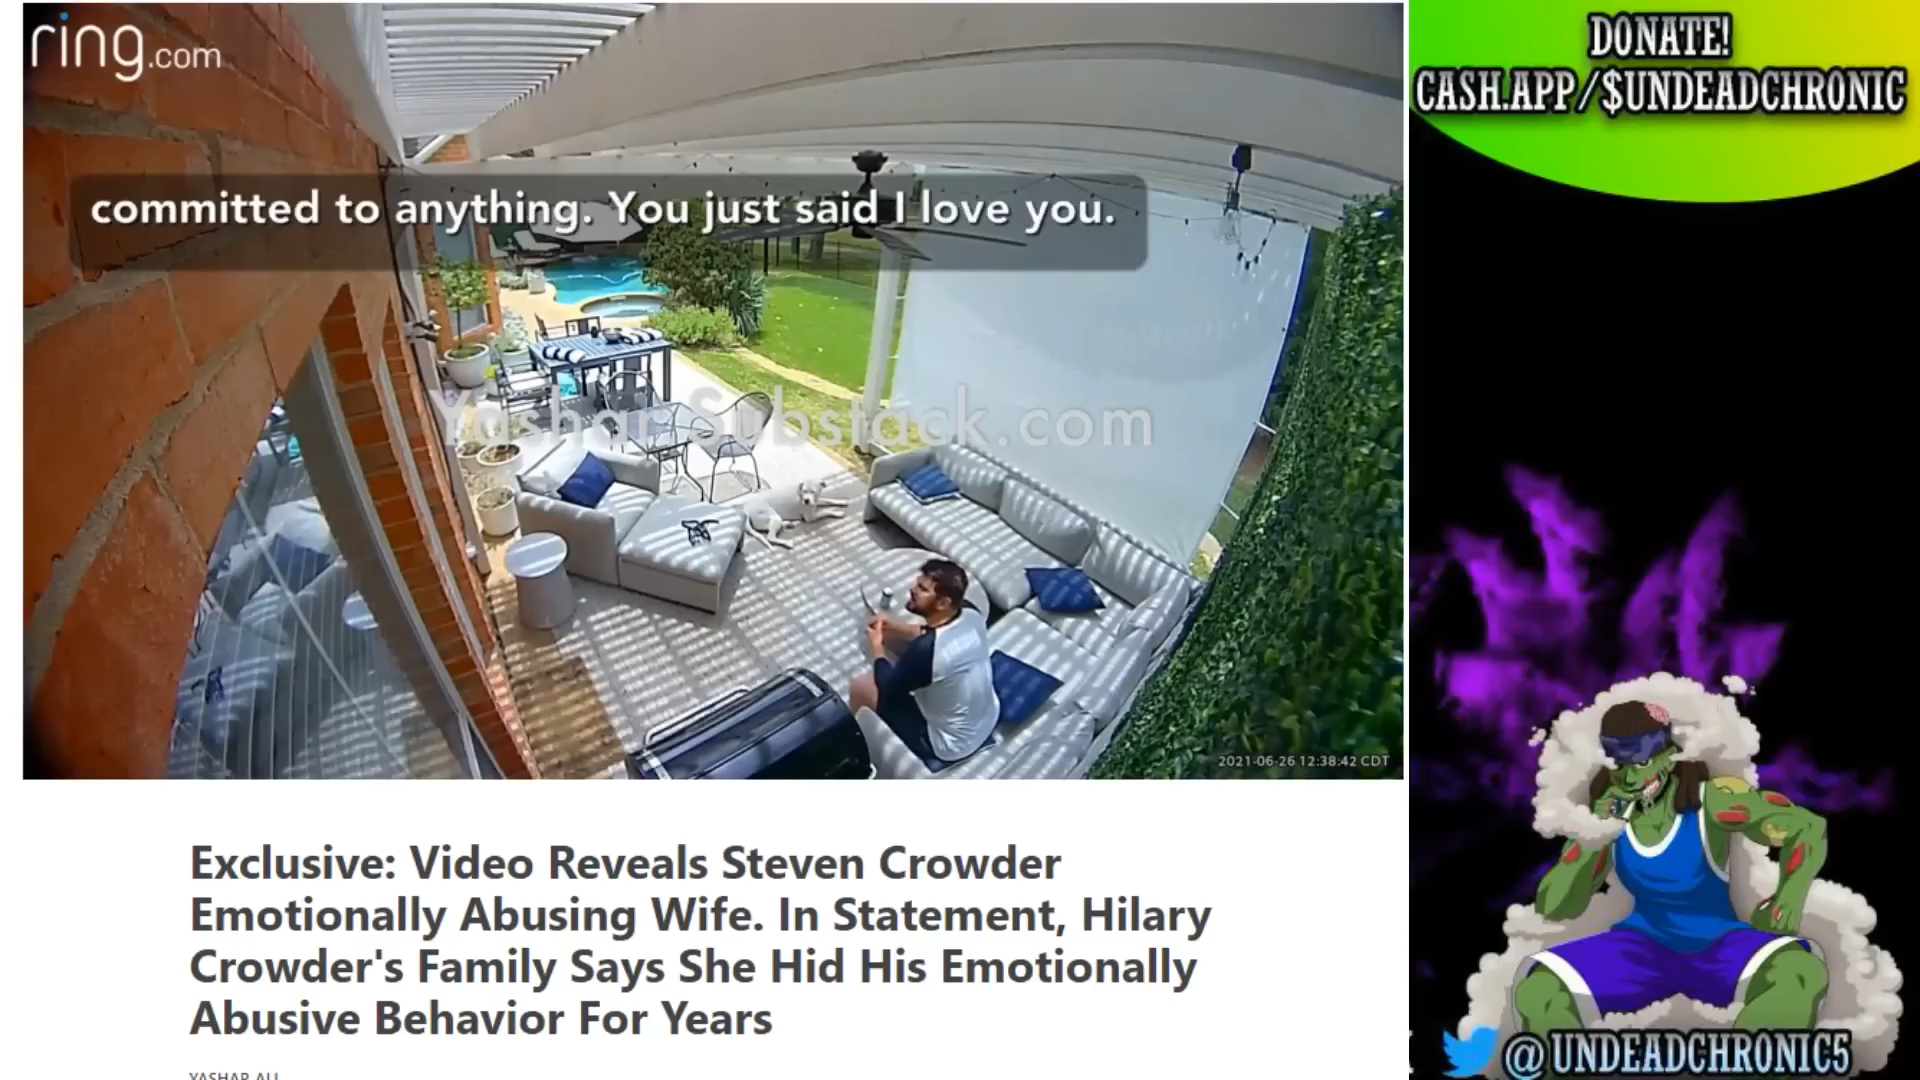 ring.com
committed to anything. You just said I love you.
Yashar.Substack.com
2021-06-26 12:38:42 CDT
Exclusive: Video Reveals Steven Crowder
Emotionally Abusing Wife. In Statement, Hilary
Crowder's Family Says She Hid His Emotionally
Abusive Behavior For Years
YASHAR ALI
DONATE!
CASH.APP/$UNDEADCHRONIC
@UNDEADCHRONIC5